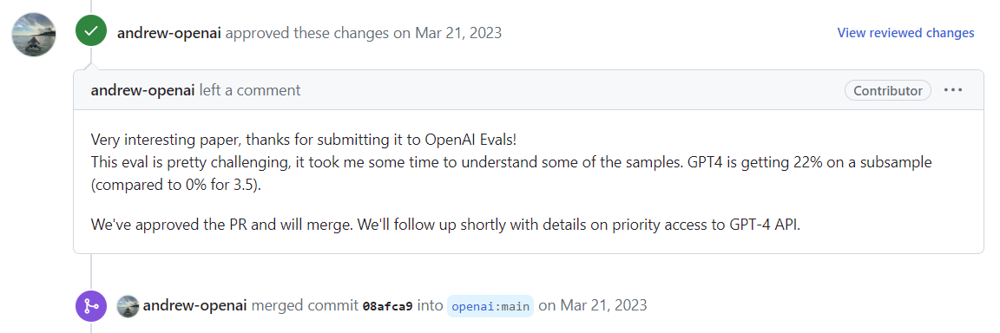 andrew-openai approved these changes on Mar 21, 2023
View reviewed changes
andrew-openai left a comment
Contributor
Very interesting paper, thanks for submitting it to OpenAI Evals!
This eval is pretty challenging, it took me some time to understand some of the samples. GPT4 is getting 22% on a subsample
(compared to 0% for 3.5).
We've approved the PR and will merge. We'll follow up shortly with details on priority access to GPT-4 API.
andrew-openai merged commit 08afca9 into openai:main on Mar 21, 2023